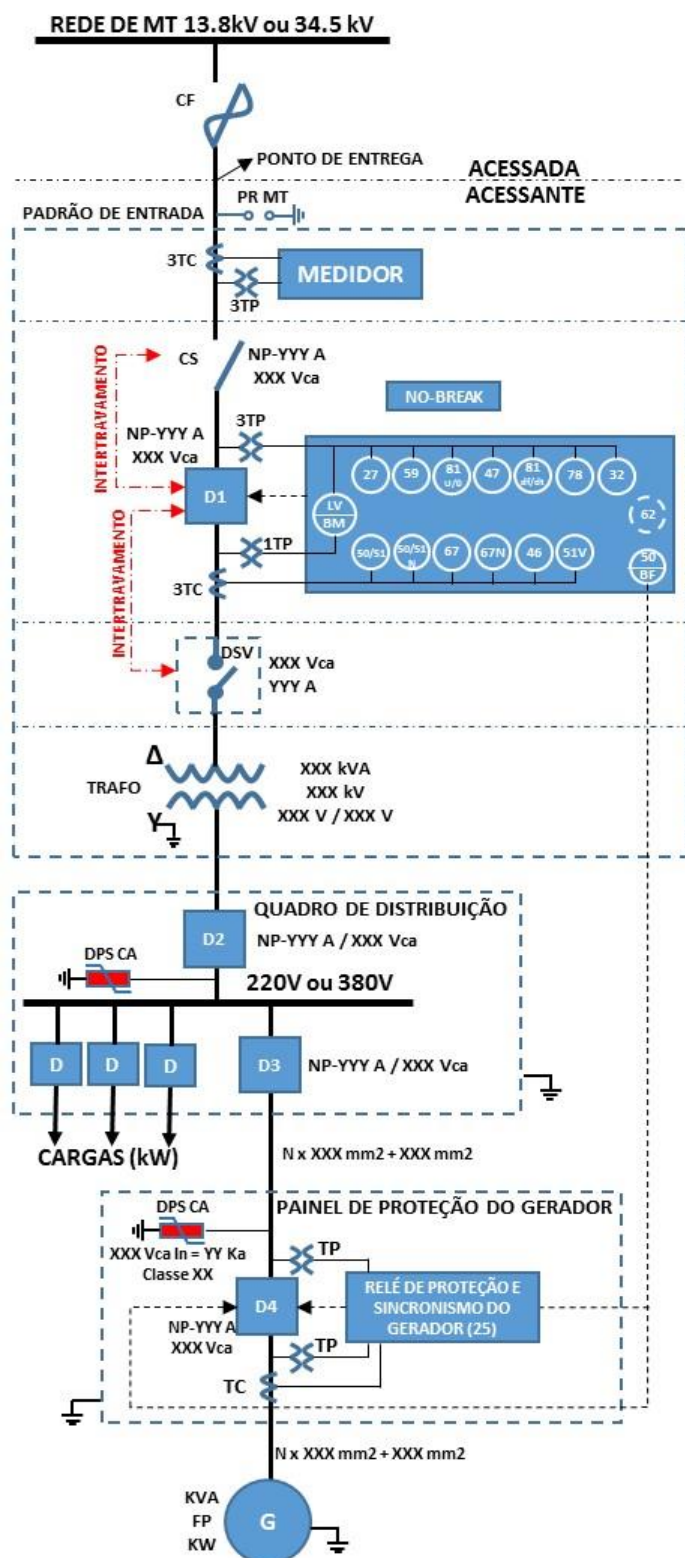 REDE DE MT 13.8kV ou 34.5 kV
CF
PONTO DE ENTREGA
ACESSADA
ACESSANTE
PADRÃO DE ENTRADA
PR MT
3TC
MEDIDOR
3TP
INTERTRAVAMENTO
CS
NP-YYY A
XXX Vca
NO-BREAK
3TP
NP-YYY A
XXX Vca
D1
27
59
81
U/0
47
81
df/dt
78
32
LV
BM
62
INTERTRAVAMENTO
1TP
50/51
50/51
N
67
67N
46
51V
50
BF
3TC
DSV
XXX Vca
YYY A
Δ
TRAFO
XXX kVA
XXX kV
XXX V / XXX V
Y
QUADRO DE DISTRIBUIÇÃO
D2
NP-YYY A / XXX Vca
DPS CA
220V ou 380V
D
D
D
D3
NP-YYY A / XXX Vca
CARGAS (kW)
N x XXX mm2 + XXX mm2
DPS CA
PAINEL DE PROTEÇÃO DO GERADOR
XXX Vca In = YY Ka
Classe XX
TP
D4
RELÉ DE PROTEÇÃO E
SINCRONISMO DO
GERADOR (25)
NP-YYY A
XXX Vca
TP
TC
N x XXX mm2 + XXX mm2
KVA
FP
KW
G